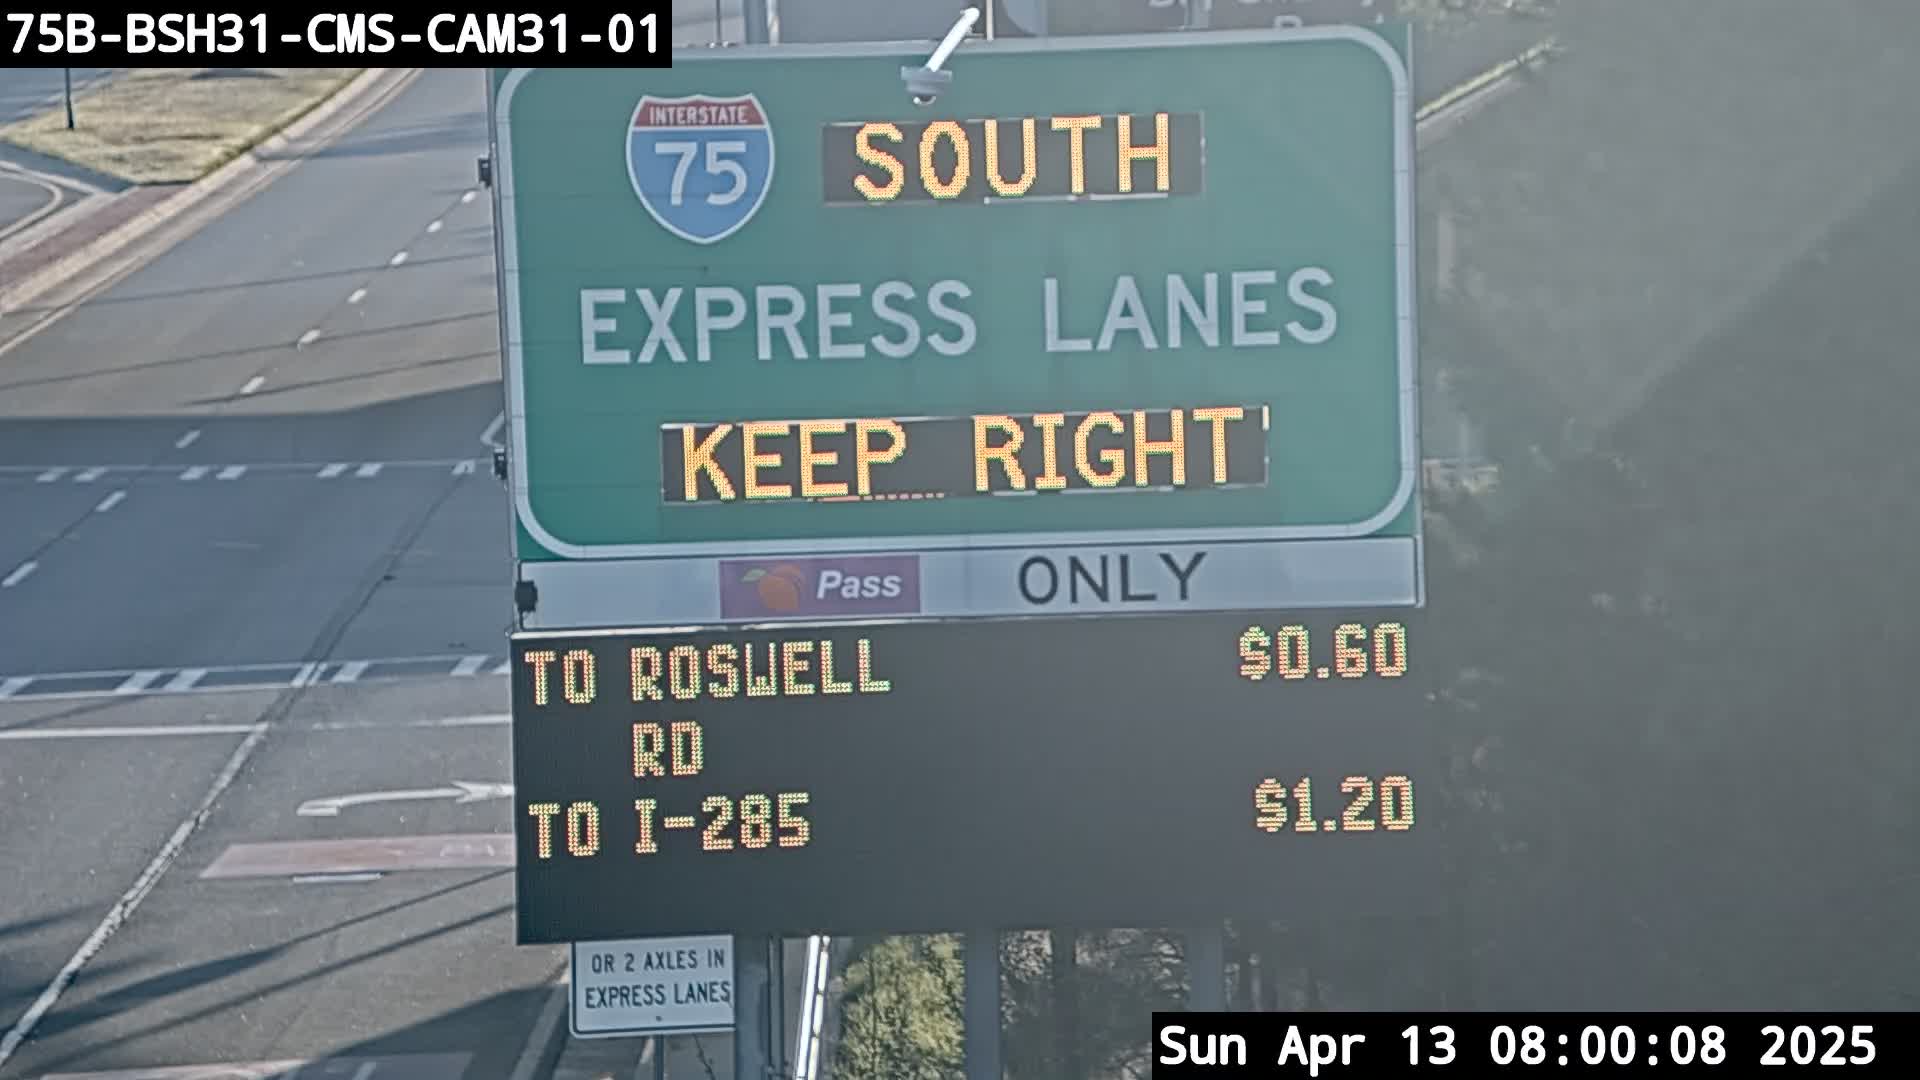 75B-BSH31-CMS-CAM31-01
INTERSTATE
75
SOUTH
EXPRESS LANES
KEEP RIGHT
Pass ONLY
TO ROSWELL $0.60
RD
TO I-285 $1.20
OR 2 AXLES IN
EXPRESS LANES
Sun Apr 13 08:00:08 2025